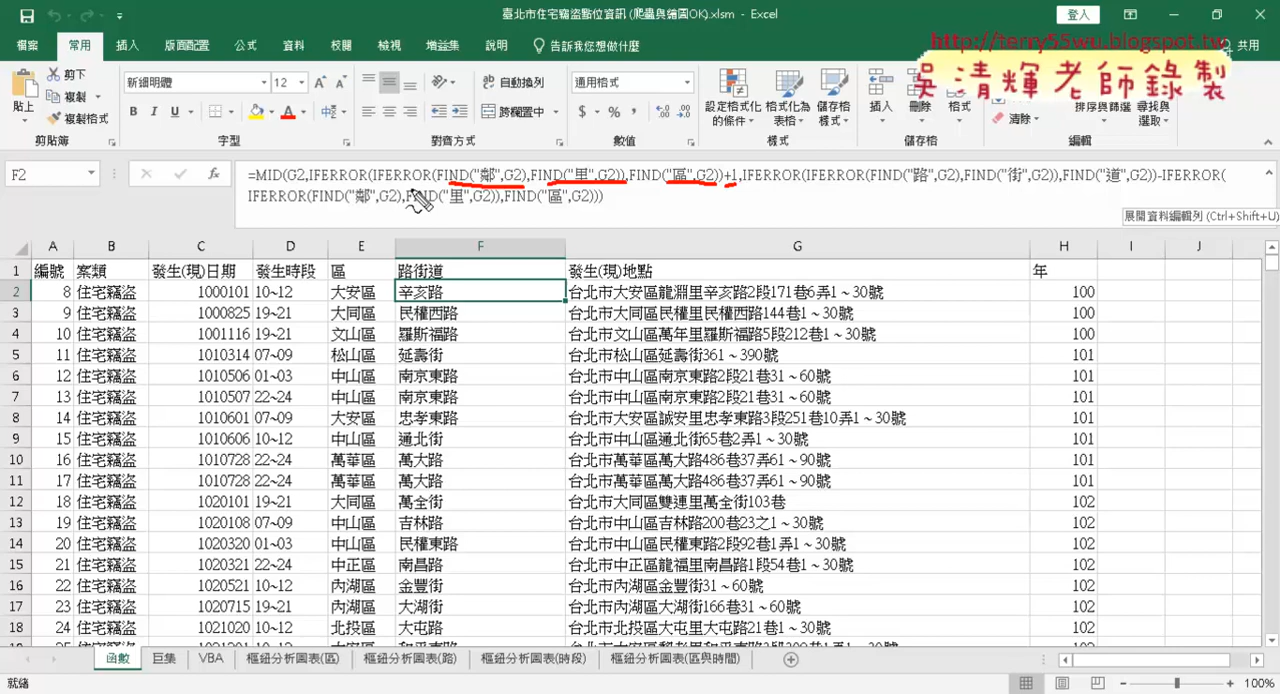 臺北市住宅竊盜點位資訊 (爬蟲與繪圖OK).xlsm - Excel
登入
檔案 常用 插入 版面配置 公式 資料 校閱 檢視 增益集 說明 告訴我您想做什麼 共用
http://terry55wu.blogspot.tw
吳清輝老師錄製
剪下 新細明體 12 自動換列 通用格式
貼上 複製 跨欄置中 設定格式化的條件 格式化為表格 儲存格樣式 插入 刪除 格式 排序與篩選 尋找與選取
複製格式 清除
剪貼簿 字型 對齊方式 數值 樣式 儲存格 編輯
F2 =MID(G2,IFERROR(IFERROR(FIND("鄰",G2),FIND("里",G2)),FIND("區",G2))+1,IFERROR(IFERROR(FIND("路",G2),FIND("街",G2)),FIND("道",G2))-IFERROR(
IFERROR(FIND("鄰",G2),FIND("里",G2)),FIND("區",G2)))
展開資料編輯列 (Ctrl+Shift+U)
A B C D E F G H I J
1 編號 案類 發生(現)日期 發生時段 區 路街道 發生(現)地點 年
2 8 住宅竊盜 1000101 10~12 大安區 辛亥路 台北市大安區龍淵里辛亥路2段171巷6弄1~30號 100
3 9 住宅竊盜 1000825 19~21 大同區 民權西路 台北市大同區民權里民權西路144巷1~30號 100
4 10 住宅竊盜 1001116 19~21 文山區 羅斯福路 台北市文山區萬年里羅斯福路5段212巷1~30號 100
5 11 住宅竊盜 1010314 07~09 松山區 延壽街 台北市松山區延壽街361~390號 101
6 12 住宅竊盜 1010506 01~03 中山區 南京東路 台北市中山區南京東路2段21巷31~60號 101
7 13 住宅竊盜 1010507 22~24 中山區 南京東路 台北市中山區南京東路2段21巷31~60號 101
8 14 住宅竊盜 1010601 07~09 大安區 忠孝東路 台北市大安區誠安里忠孝東路3段251巷10弄1~30號 101
9 15 住宅竊盜 1010606 10~12 中山區 通北街 台北市中山區通北街65巷2弄1~30號 101
10 16 住宅竊盜 1010728 22~24 萬華區 萬大路 台北市萬華區萬大路486巷37弄61~90號 101
11 17 住宅竊盜 1010728 22~24 萬華區 萬大路 台北市萬華區萬大路486巷37弄61~90號 101
12 18 住宅竊盜 1020101 19~21 大同區 萬全街 台北市大同區雙連里萬全街103巷 102
13 19 住宅竊盜 1020108 07~09 中山區 吉林路 台北市中山區吉林路200巷23之1~30號 102
14 20 住宅竊盜 1020320 01~03 中山區 民權東路 台北市中山區民權東路2段92巷1弄1~30號 102
15 21 住宅竊盜 1020321 22~24 中正區 南昌路 台北市中正區龍福里南昌路1段54巷1~30號 102
16 22 住宅竊盜 1020521 10~12 內湖區 金豐街 台北市內湖區金豐街31~60號 102
17 23 住宅竊盜 1020715 19~21 內湖區 大湖街 台北市內湖區大湖街166巷31~60號 102
18 24 住宅竊盜 1021020 10~12 北投區 大屯路 台北市北投區大屯里大屯路21巷1~30號 102
函數 巨集 VBA 樞鈕分析圖表(區) 樞鈕分析圖表(路) 樞鈕分析圖表(時段) 樞鈕分析圖表(區與時間)
就緒 100%